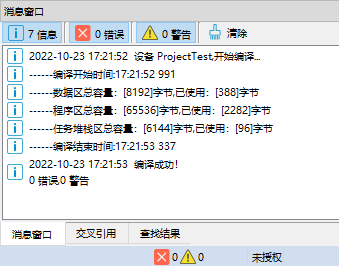 消息窗口
7 信息 0 错误 0 警告 清除
2022-10-23 17:21:52 设备 ProjectTest,开始编译...
------编译开始时间:17:21:52 991
------数据区总容量：[8192]字节,已使用：[388]字节
------程序区总容量：[65536]字节,已使用：[2282]字节
------任务堆栈区总容量：[6144]字节,已使用：[96]字节
------编译结束时间:17:21:53 337
2022-10-23 17:21:53 编译成功！
0 错误,0 警告
消息窗口 交叉引用 查找结果
0 0 未授权